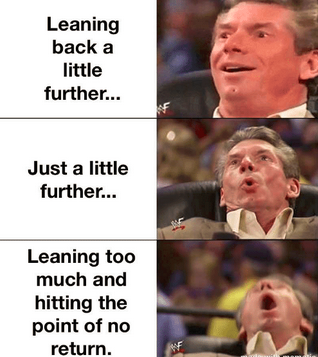 Leaning
back a
little
further...
Just a little
further...
Leaning too
much and
hitting the
point of no
return.